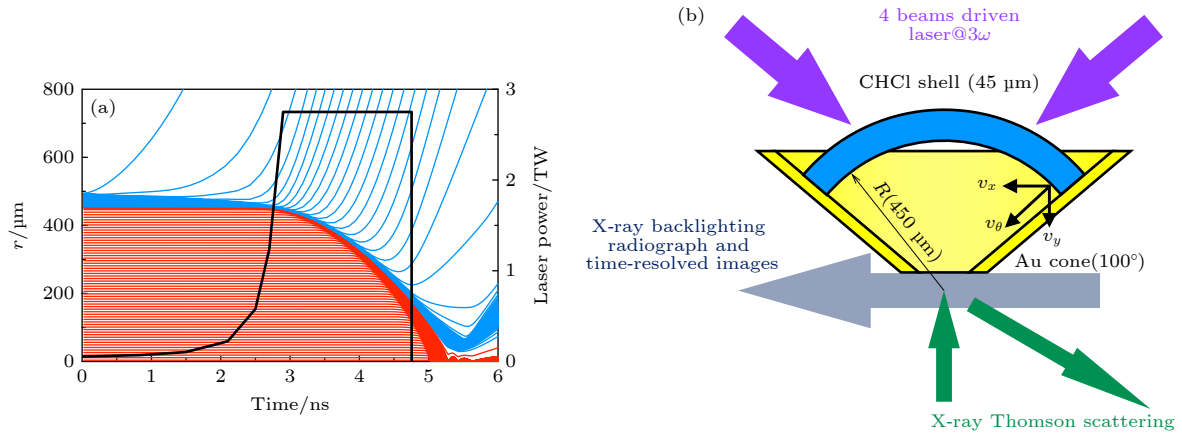 (a)
800
600
400
200
0
r/µm
0
1
2
3
4
5
6
Time/ns
3
2
1
0
Laser power/TW
(b)
4 beams driven
laser@3ω
CHCl shell (45 µm)
R(450 µm)
vx
vθ
vy
X-ray backlighting
radiograph and
time-resolved images
Au cone(100°)
X-ray Thomson scattering